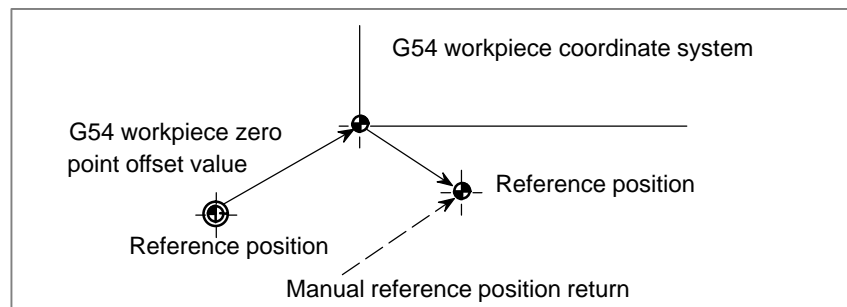 G54 workpiece coordinate system
G54 workpiece zero
point offset value
Reference position
Reference position
Manual reference position return